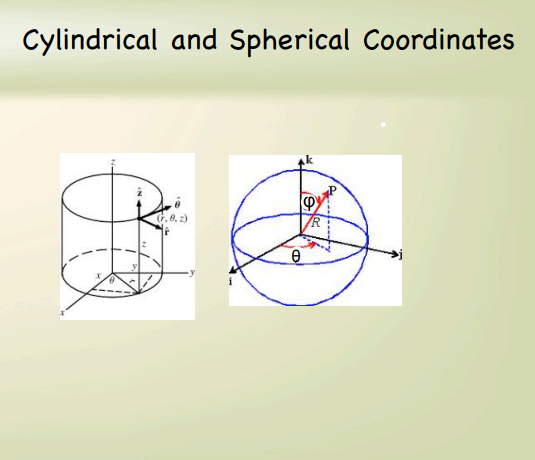 Cylindrical and Spherical Coordinates
z
ẑ
θ̂
(r, θ, z)
r̂
z
y
x
θ
y
x
k
P
φ
R
θ
j
i